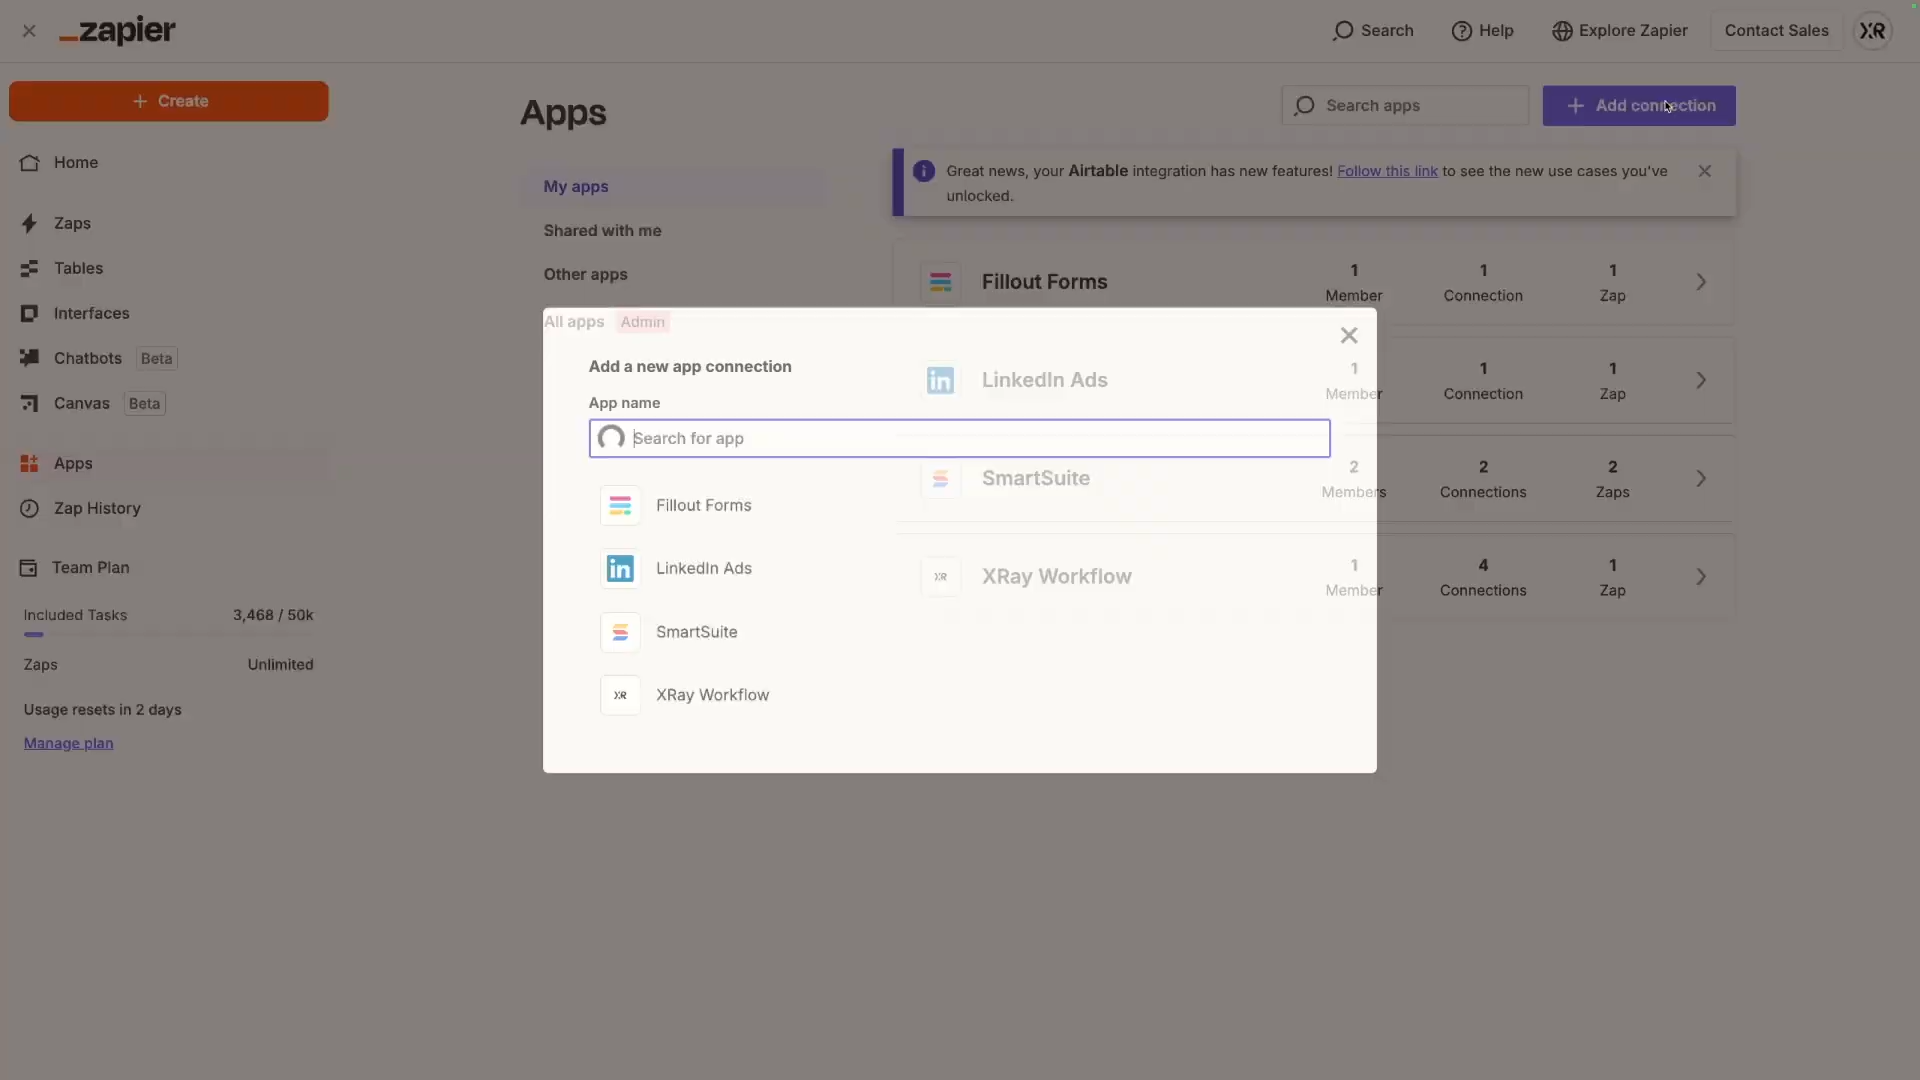 zapier
Search
Help
Explore Zapier
Contact Sales
XR
+ Create
Home
Zaps
Tables
Interfaces
Chatbots Beta
Canvas Beta
Apps
Zap History
Team Plan
Included Tasks 3,468 / 50k
Zaps Unlimited
Usage resets in 2 days
Manage plan
Apps
Search apps
+ Add connection
My apps
Shared with me
Other apps
All apps Admin
Great news, your Airtable integration has new features! Follow this link to see the new use cases you've
unlocked.
Fillout Forms
1 1 1
Member Connection Zap
LinkedIn Ads
1 1 1
Member Connection Zap
SmartSuite
2 2 2
Members Connections Zaps
XR
XRay Workflow
1 4 1
Member Connections Zap
Add a new app connection
App name
Search for app
Fillout Forms
in LinkedIn Ads
SmartSuite
XR XRay Workflow